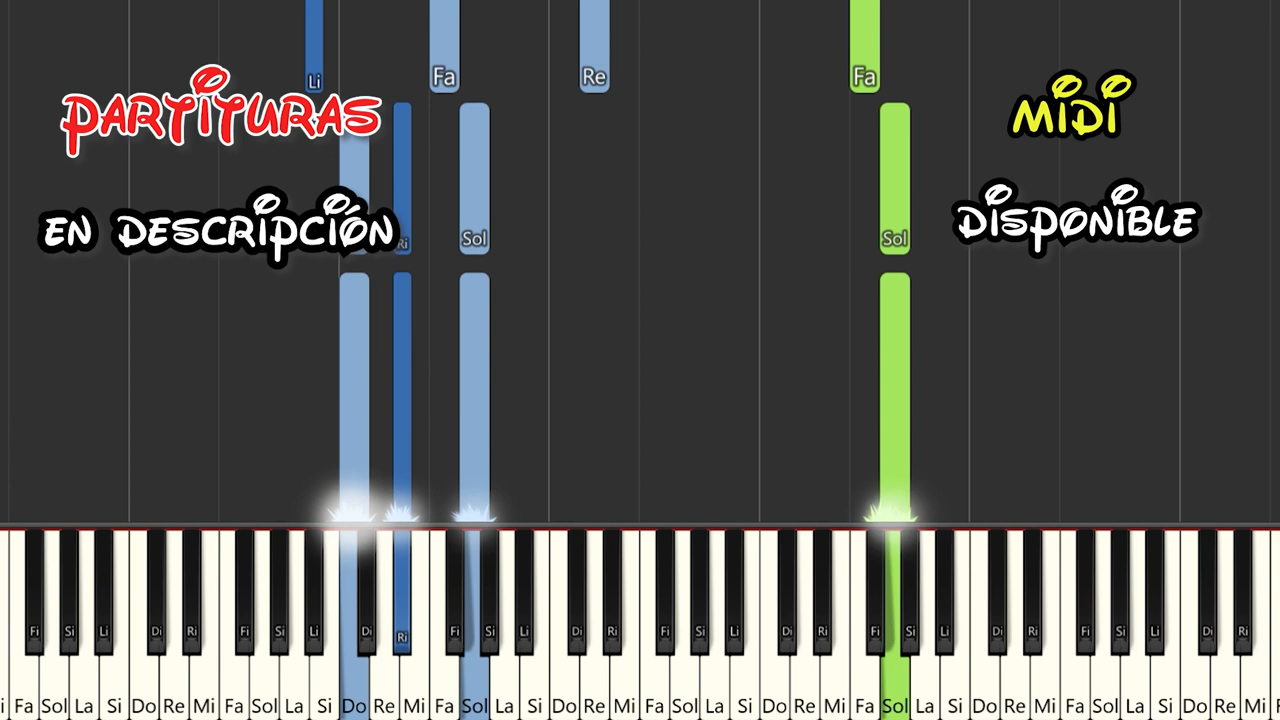 Li Fa Re Fa
PARTITURAS
MIDI
EN DESCRIPCIÓN
DISPONIBLE
Ri Sol Sol
Fi Si Li Di Ri Fi Si Li Di Ri Fi Si Li Di Ri Fi Si Li Di Ri Fi Si Li Di Ri Fi Si Li Di Ri
Fa Sol La Si Do Re Mi Fa Sol La Si Do Re Mi Fa Sol La Si Do Re Mi Fa Sol La Si Do Re Mi Fa Sol La Si Do Re Mi Fa Sol La Si Do Re Mi